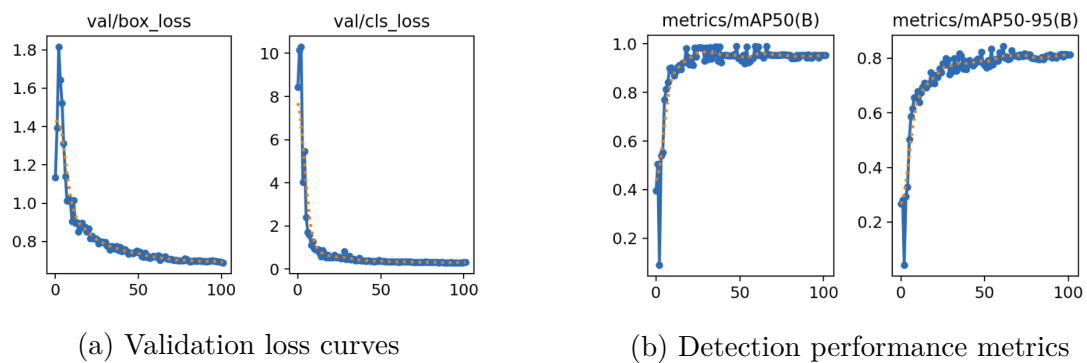 val/box_loss
val/cls_loss
metrics/mAP50(B)
metrics/mAP50-95(B)
1.8
1.6
1.4
1.2
1.0
0.8
0 50 100
10
8
6
4
2
0
0 50 100
1.0
0.8
0.6
0.4
0.2
0 50 100
0.8
0.6
0.4
0.2
0 50 100
(a) Validation loss curves
(b) Detection performance metrics